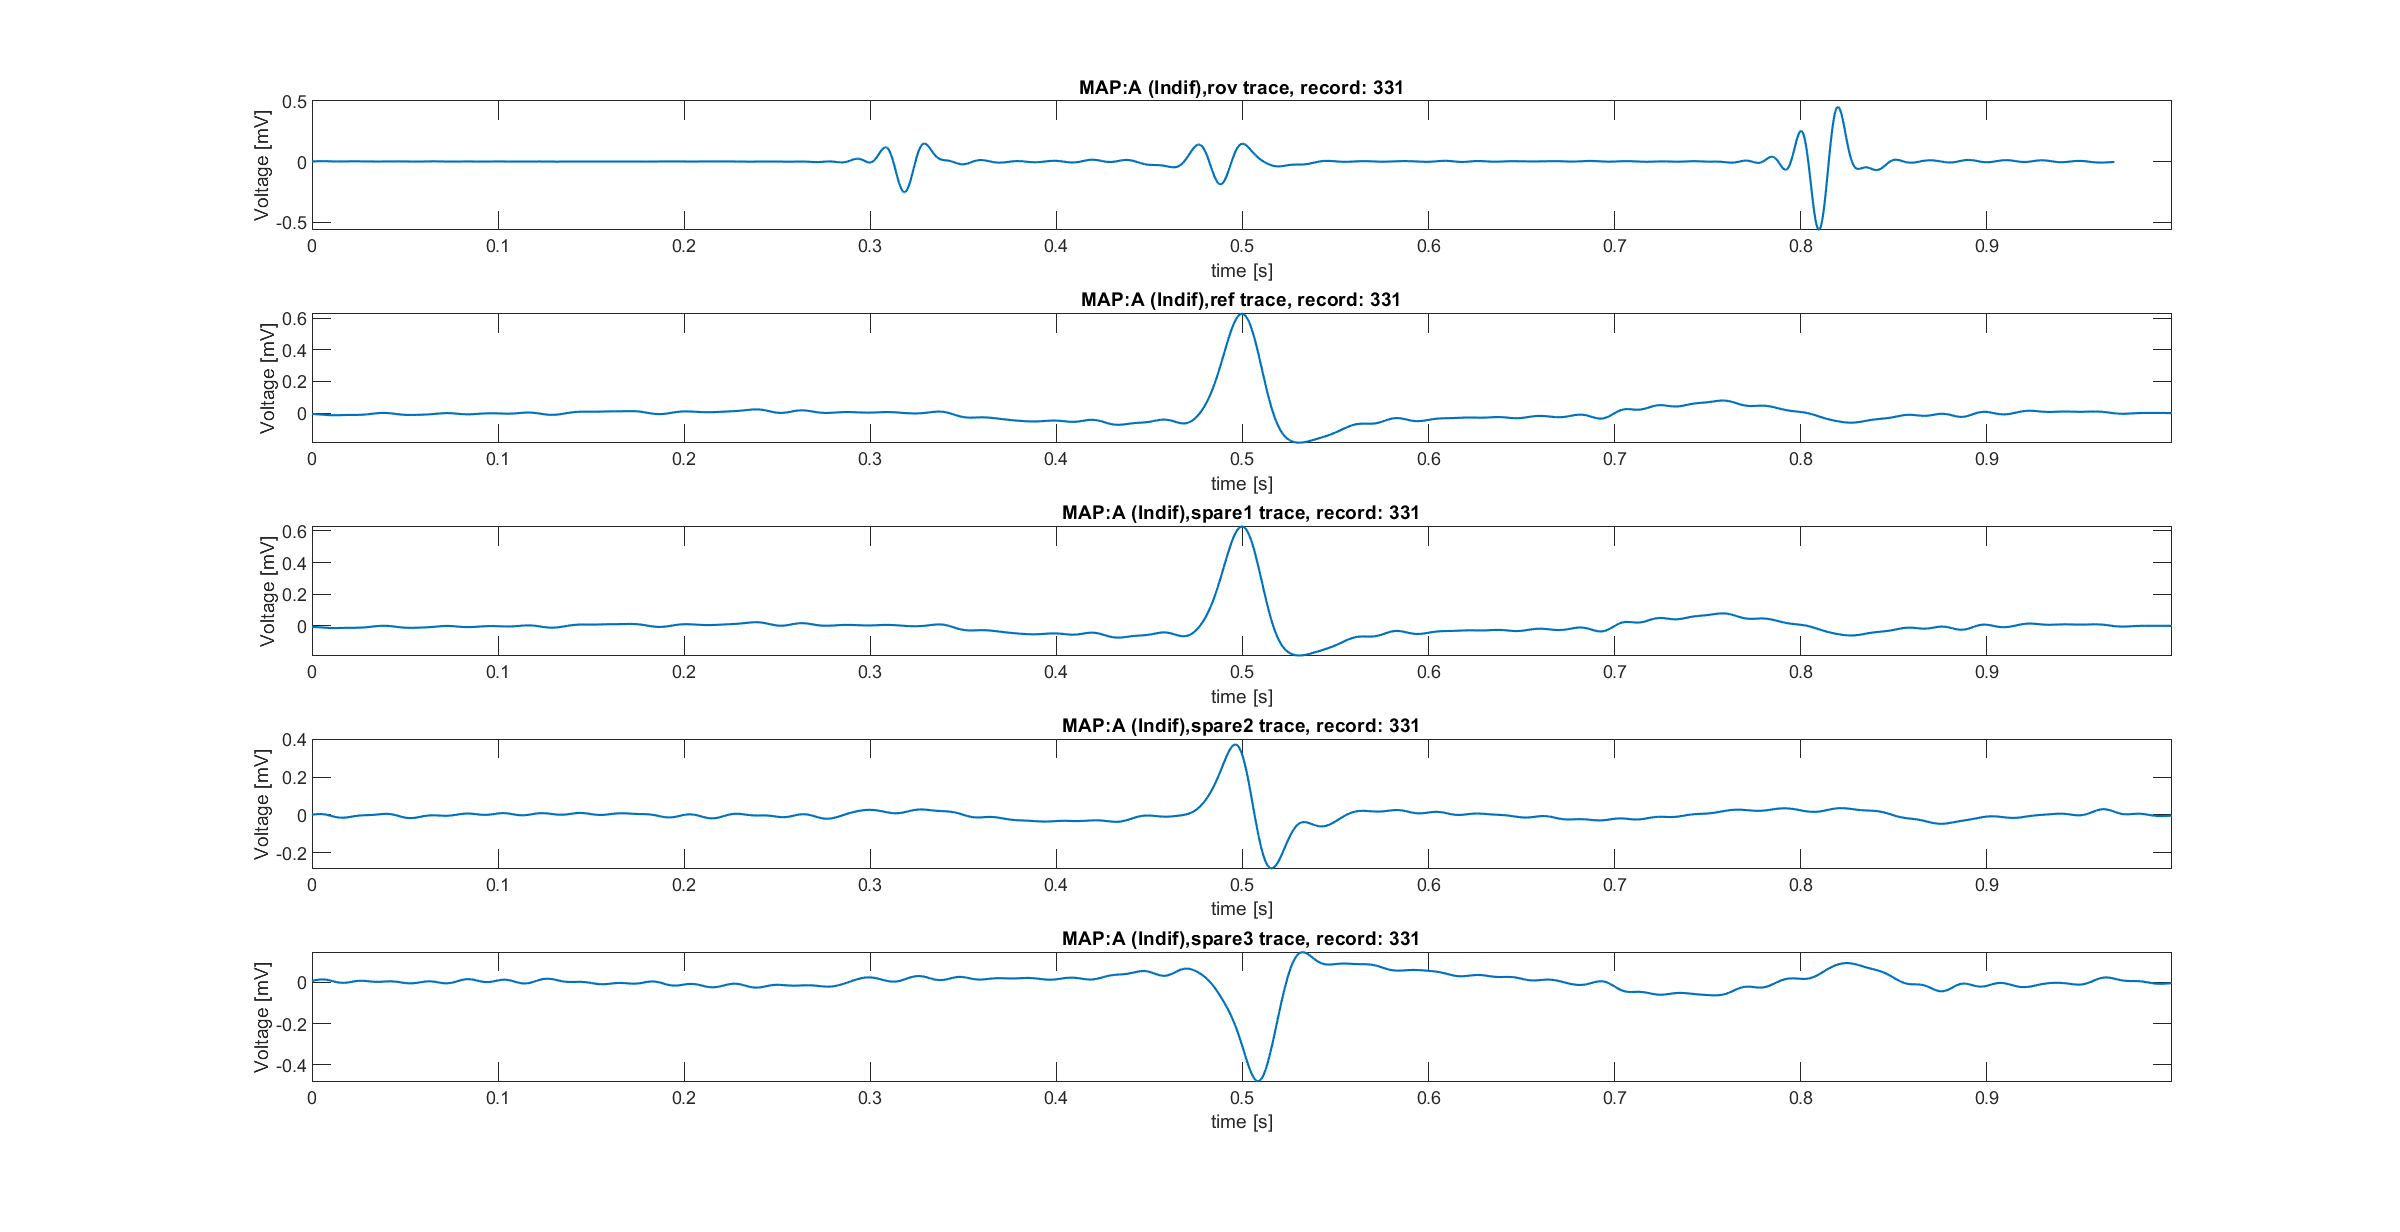 MAP:A (Indif),rov trace, record: 331
Voltage [mV]
0.5
0
-0.5
0 0.1 0.2 0.3 0.4 0.5 0.6 0.7 0.8 0.9
time [s]
MAP:A (Indif),ref trace, record: 331
Voltage [mV]
0.6
0.4
0.2
0
0 0.1 0.2 0.3 0.4 0.5 0.6 0.7 0.8 0.9
time [s]
MAP:A (Indif),spare1 trace, record: 331
Voltage [mV]
0.6
0.4
0.2
0
0 0.1 0.2 0.3 0.4 0.5 0.6 0.7 0.8 0.9
time [s]
MAP:A (Indif),spare2 trace, record: 331
Voltage [mV]
0.4
0.2
0
-0.2
0 0.1 0.2 0.3 0.4 0.5 0.6 0.7 0.8 0.9
time [s]
MAP:A (Indif),spare3 trace, record: 331
Voltage [mV]
0
-0.2
-0.4
0 0.1 0.2 0.3 0.4 0.5 0.6 0.7 0.8 0.9
time [s]